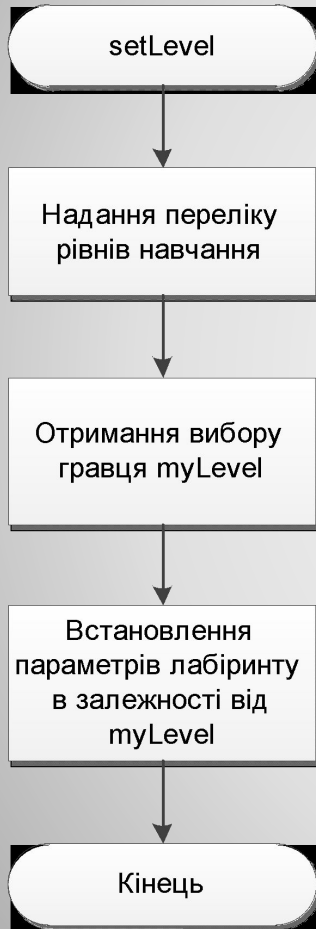 setLevel
Надання переліку
рівнів навчання
Отримання вибору
гравця myLevel
Встановлення
параметрів лабіринту
в залежності від
myLevel
Кінець